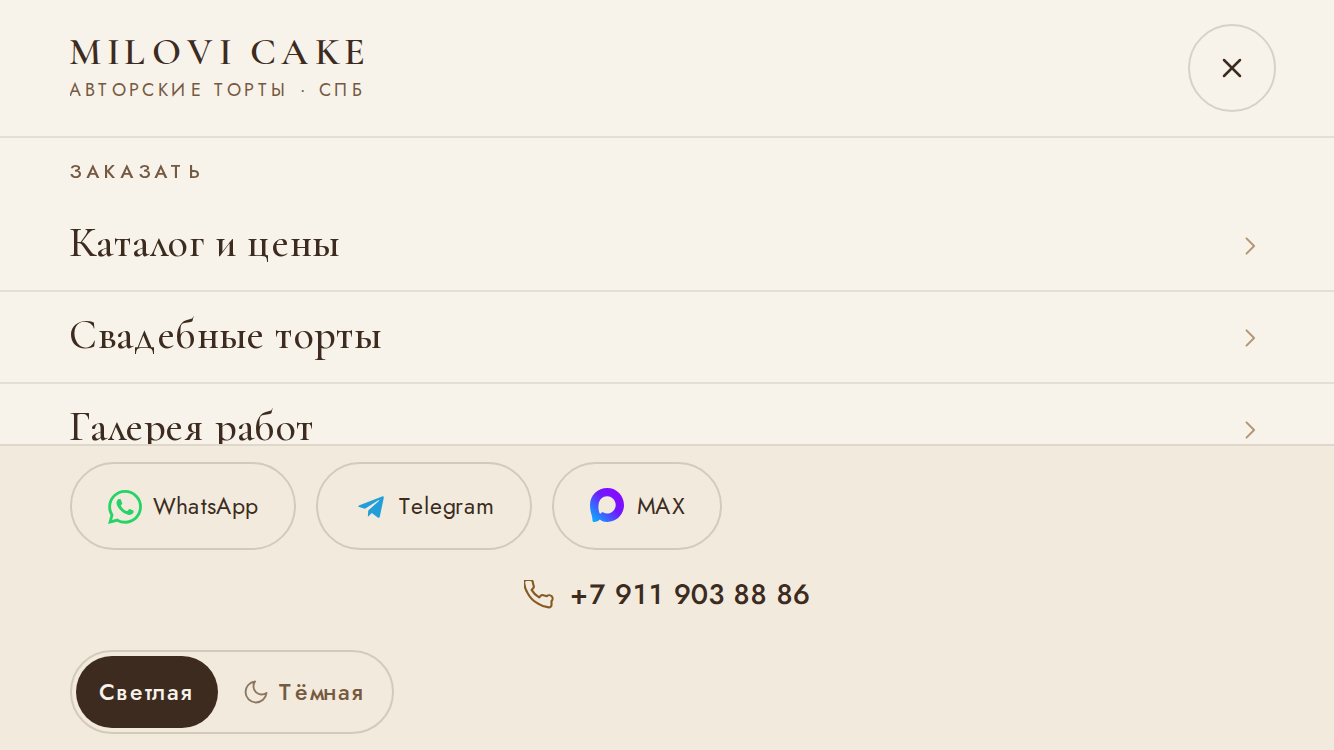 MILOVI CAKE
АВТОРСКИЕ ТОРТЫ · СПБ
ЗАКАЗАТЬ
Каталог и цены
Свадебные торты
Галерея работ
WhatsApp
Telegram
MAX
+7 911 903 88 86
Светлая
Тёмная